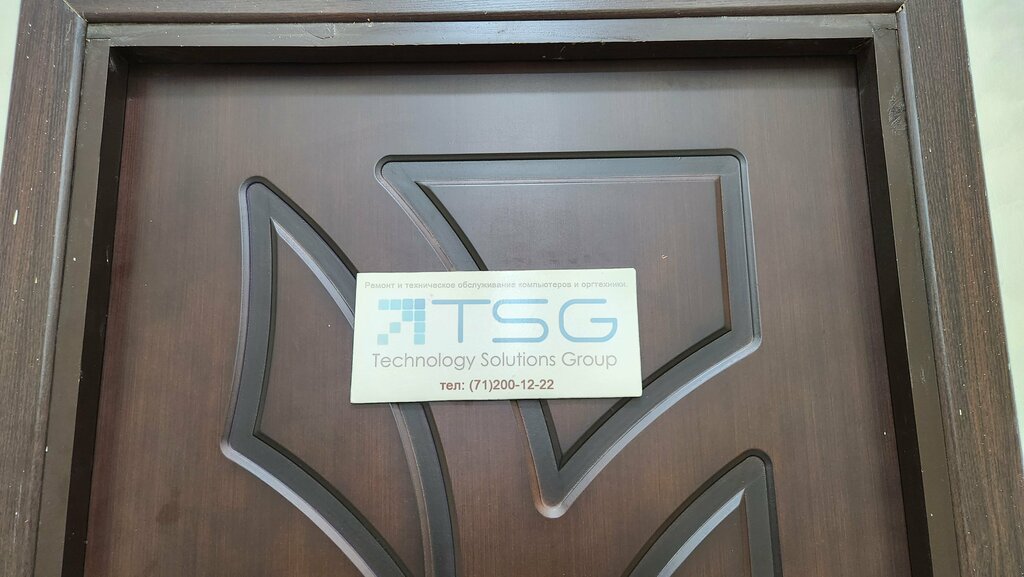 Ремонт и техническое обслуживание компьютеров и оргтехники.
TSG
Technology Solutions Group
тел: (71)200-12-22